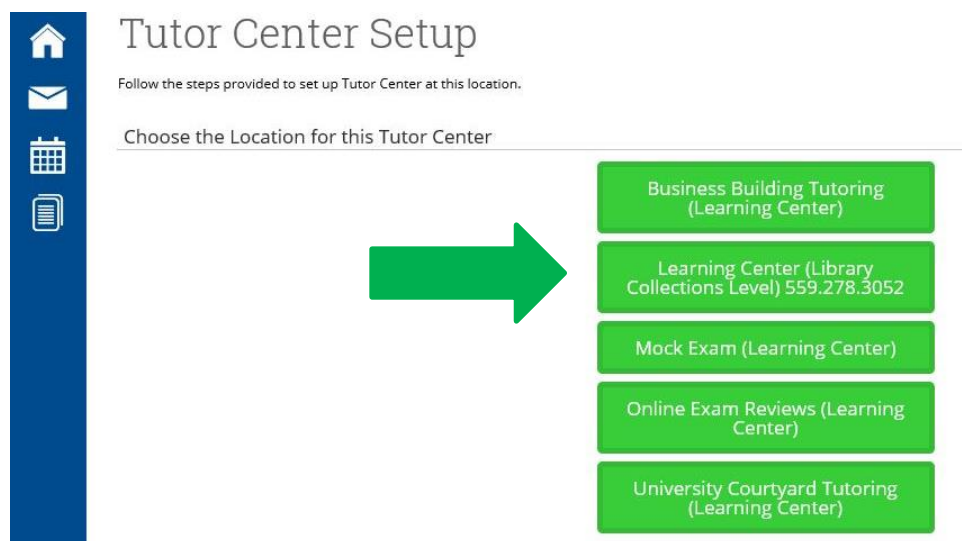 Tutor Center Setup
Follow the steps provided to set up Tutor Center at this location.
Choose the Location for this Tutor Center
Business Building Tutoring
(Learning Center)
Learning Center (Library
Collections Level) 559.278.3052
Mock Exam (Learning Center)
Online Exam Reviews (Learning
Center)
University Courtyard Tutoring
(Learning Center)